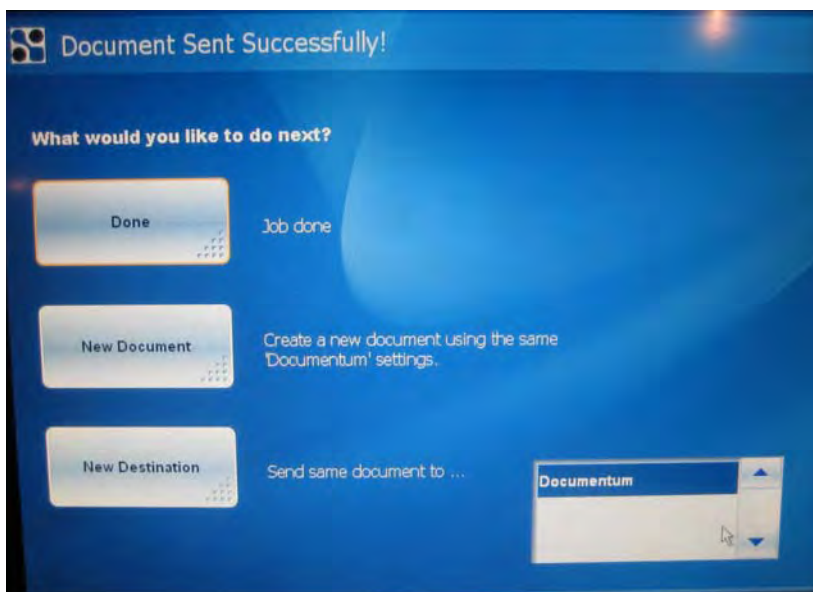 Document Sent Successfully!
What would you like to do next?
Done
Job done
New Document
Create a new document using the same
'Documentum' settings.
New Destination
Send same document to ...
Documentum